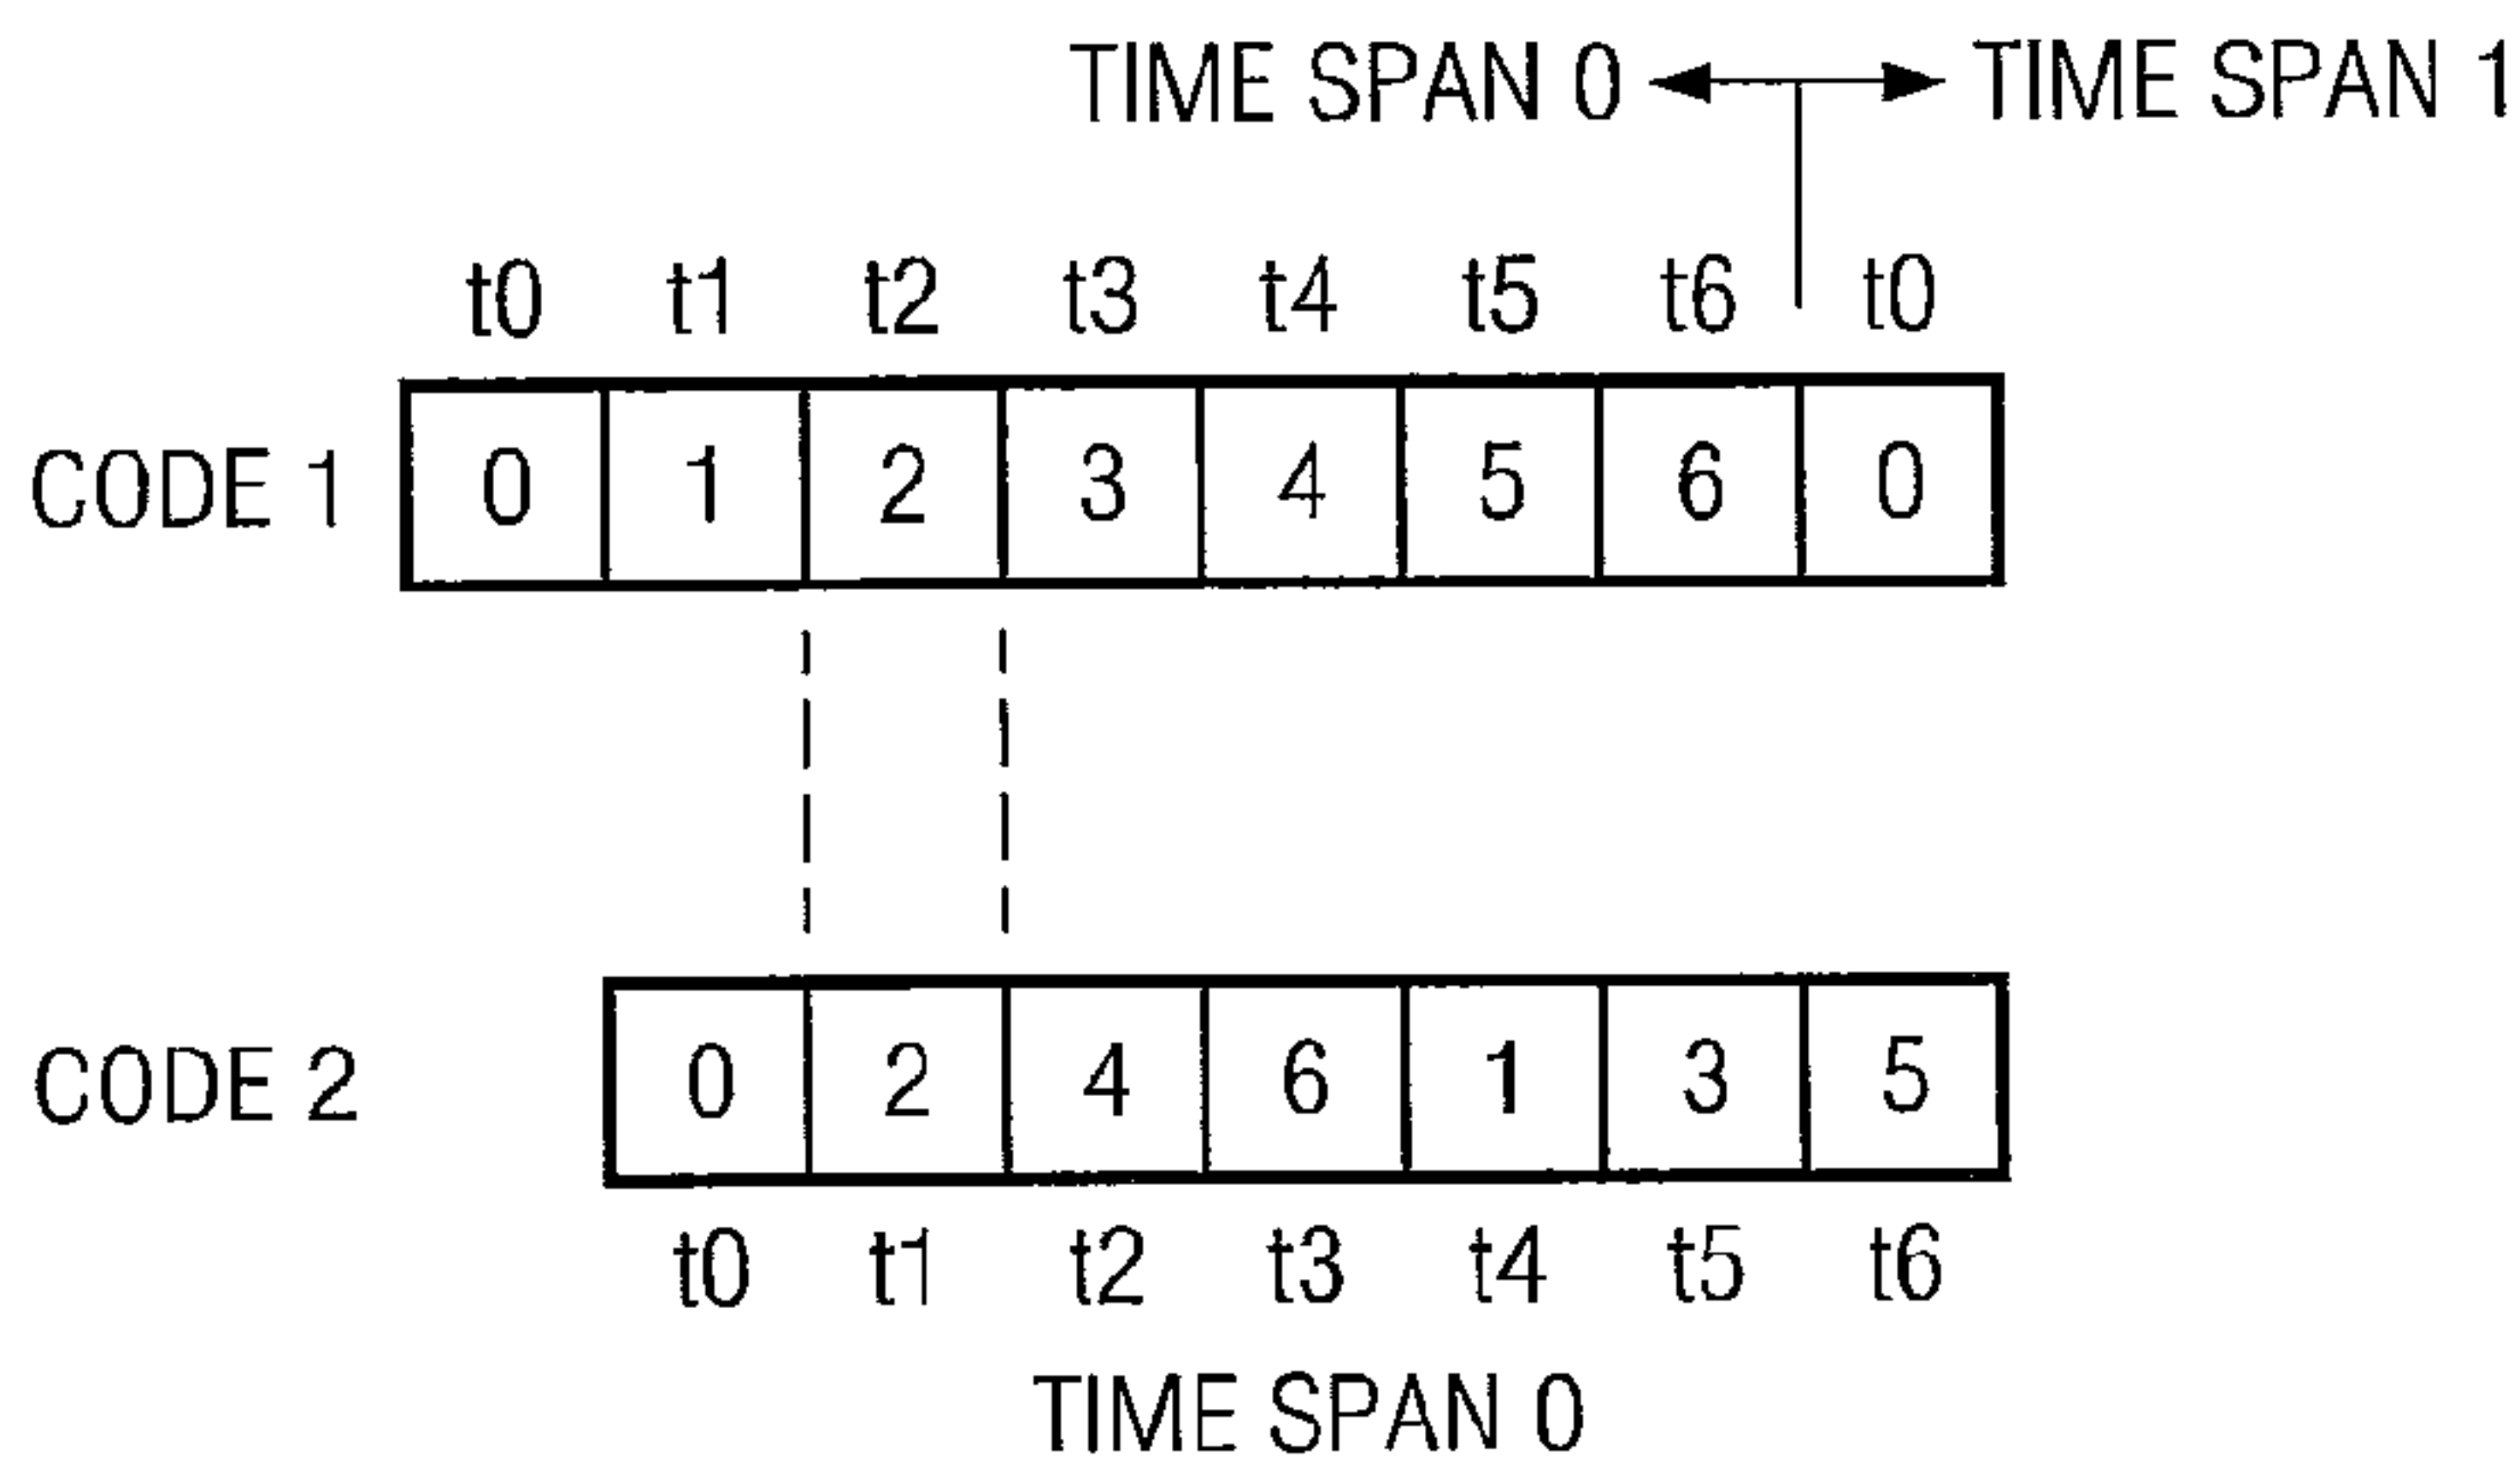 TIME SPAN 0 TIME SPAN 1
t0 t1 t2 t3 t4 t5 t6 t0
CODE 1 0 1 2 3 4 5 6 0
CODE 2 0 2 4 6 1 3 5
t0 t1 t2 t3 t4 t5 t6
TIME SPAN 0